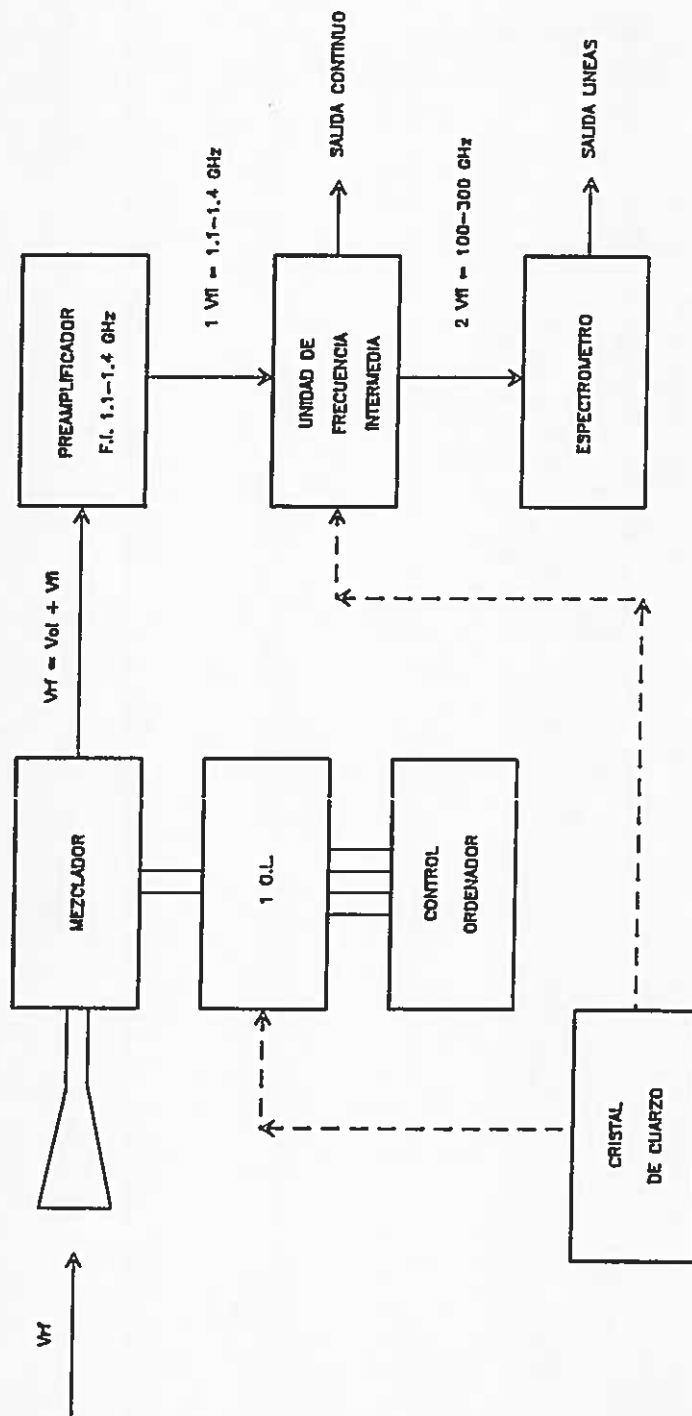 Vrf
MEZCLADOR
Vrf = Vol + Vfi
PREAMPLIFICADOR
F.I. 1.1-1.4 GHz
1 Vfi = 1.1-1.4 GHz
1 O.L.
UNIDAD DE
FRECUENCIA
INTERMEDIA
SALIDA CONTINUO
CONTROL
ORDENADOR
2 Vfi = 100-300 GHz
ESPECTROMETRO
SALIDA LINEAS
CRISTAL
DE CUARZO